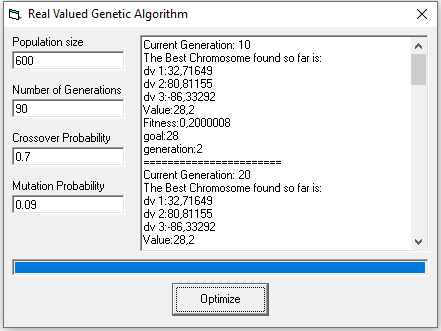 Real Valued Genetic Algorithm
Population size
600
Number of Generations
90
Crossover Probability
0.7
Mutation Probability
0.09
Current Generation: 10
The Best Chromosome found so far is:
dv 1:32,71649
dv 2:80,81155
dv 3:-86,33292
Value:28,2
Fitness:0,2000008
goal:28
generation:2
=======================
Current Generation: 20
The Best Chromosome found so far is:
dv 1:32,71649
dv 2:80,81155
dv 3:-86,33292
Value:28,2
Optimize